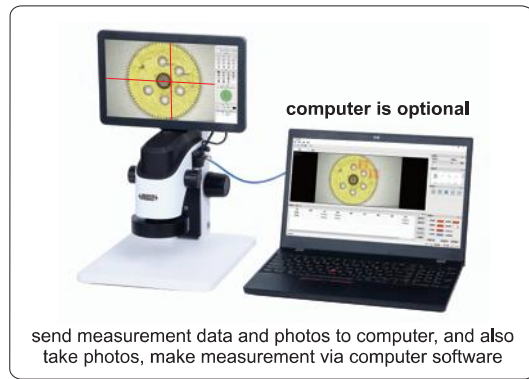 computer is optional
send measurement data and photos to computer, and also
take photos, make measurement via computer software